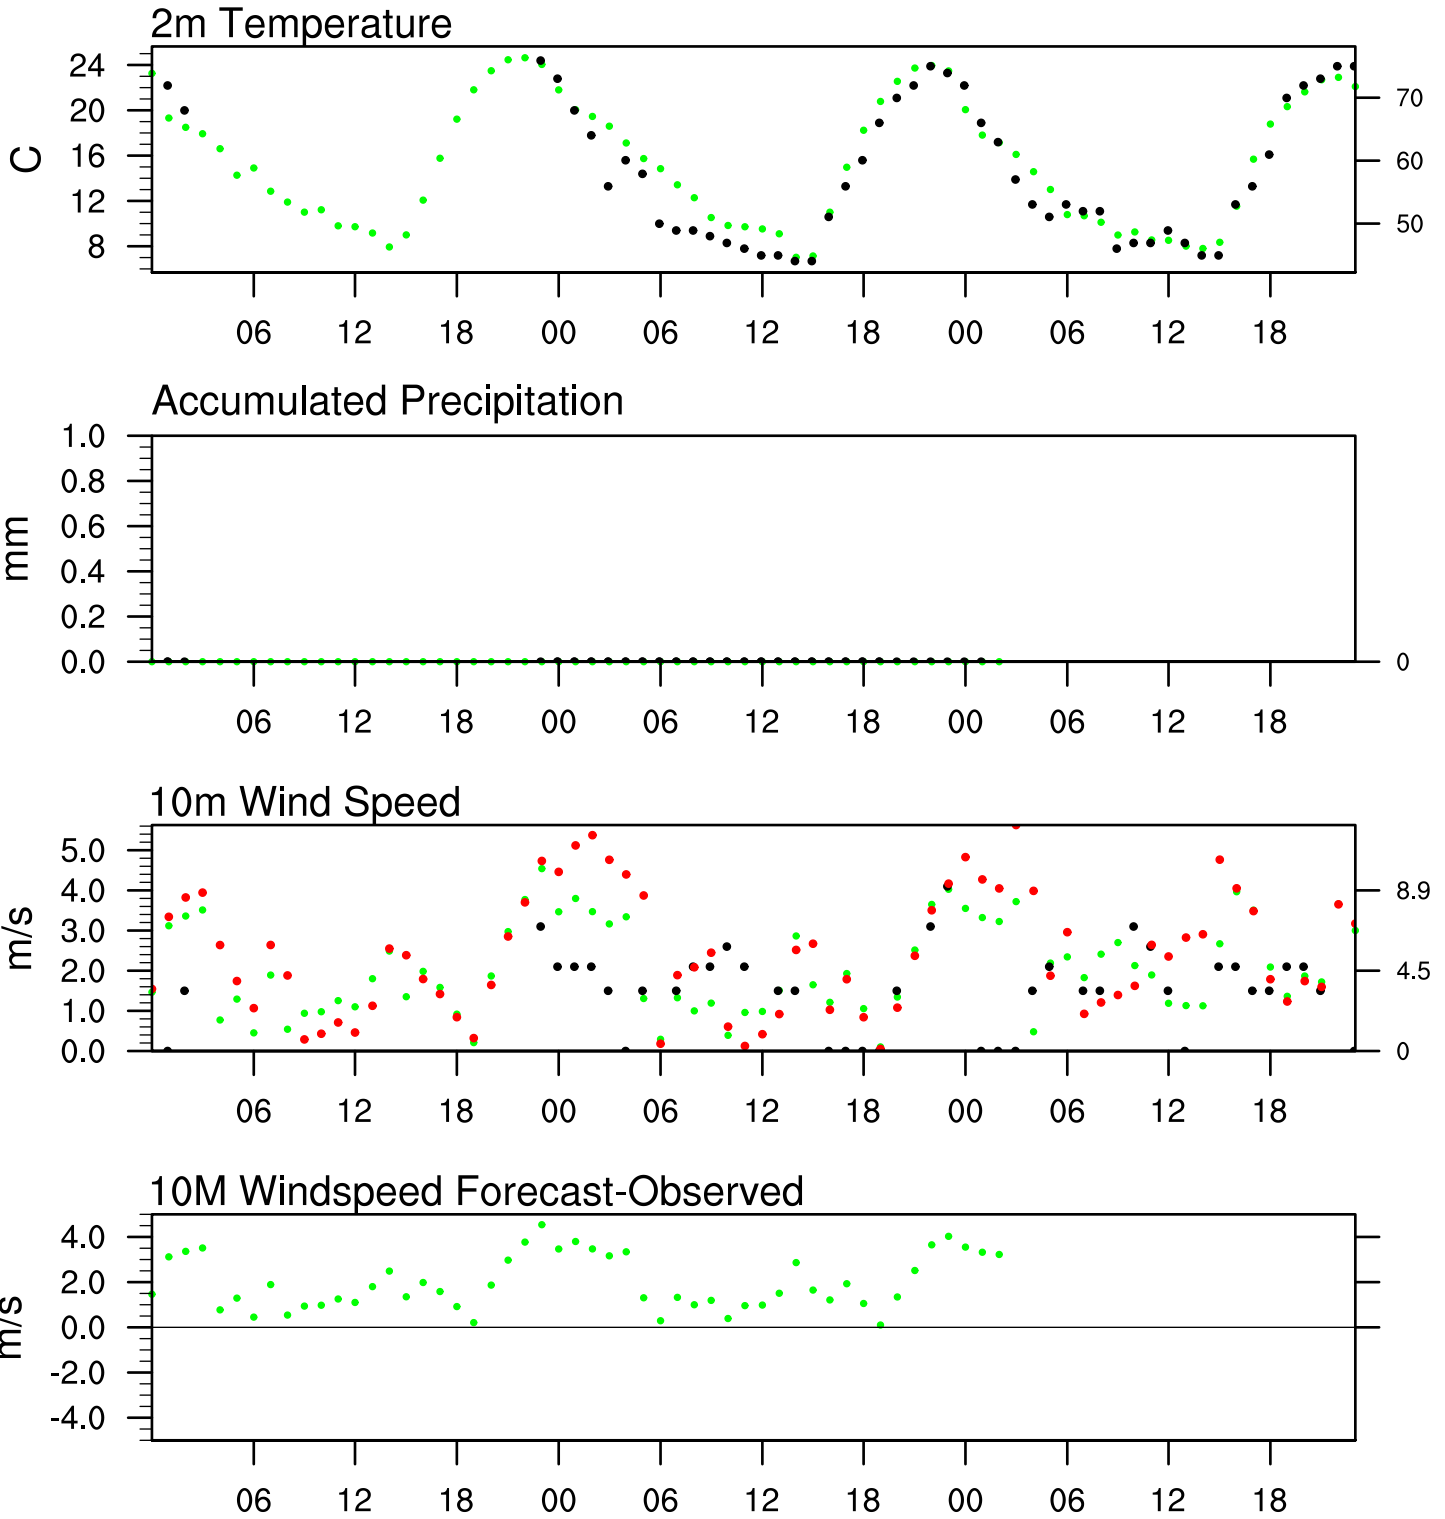 2m Temperature
C
24
20
16
12
8
70
60
50
06 12 18 00 06 12 18 00 06 12 18
Accumulated Precipitation
mm
1.0
0.8
0.6
0.4
0.2
0.0
0
06 12 18 00 06 12 18 00 06 12 18
10m Wind Speed
m/s
5.0
4.0
3.0
2.0
1.0
0.0
8.9
4.5
0
06 12 18 00 06 12 18 00 06 12 18
10M Windspeed Forecast-Observed
m/s
4.0
2.0
0.0
-2.0
-4.0
06 12 18 00 06 12 18 00 06 12 18